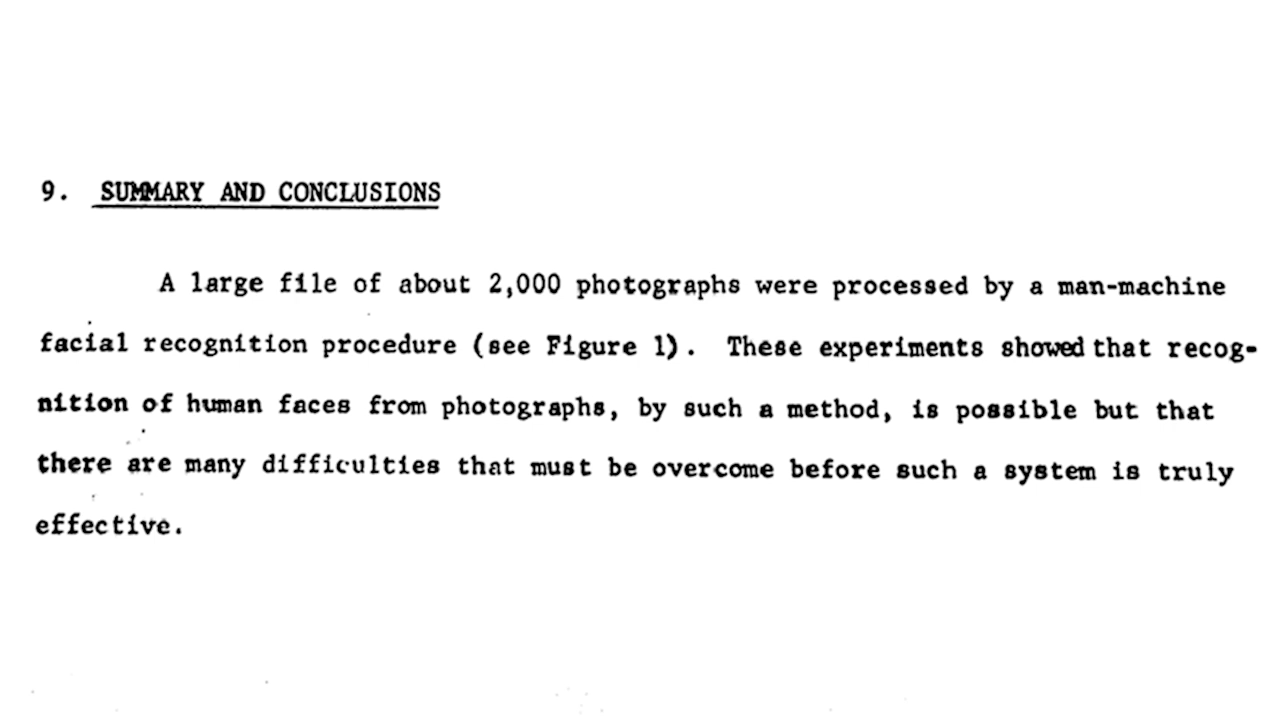 9. SUMMARY AND CONCLUSIONS
A large file of about 2,000 photographs were processed by a man-machine
facial recognition procedure (see Figure 1). These experiments showed that recog-
nition of human faces from photographs, by such a method, is possible but that
there are many difficulties that must be overcome before such a system is truly
effective.